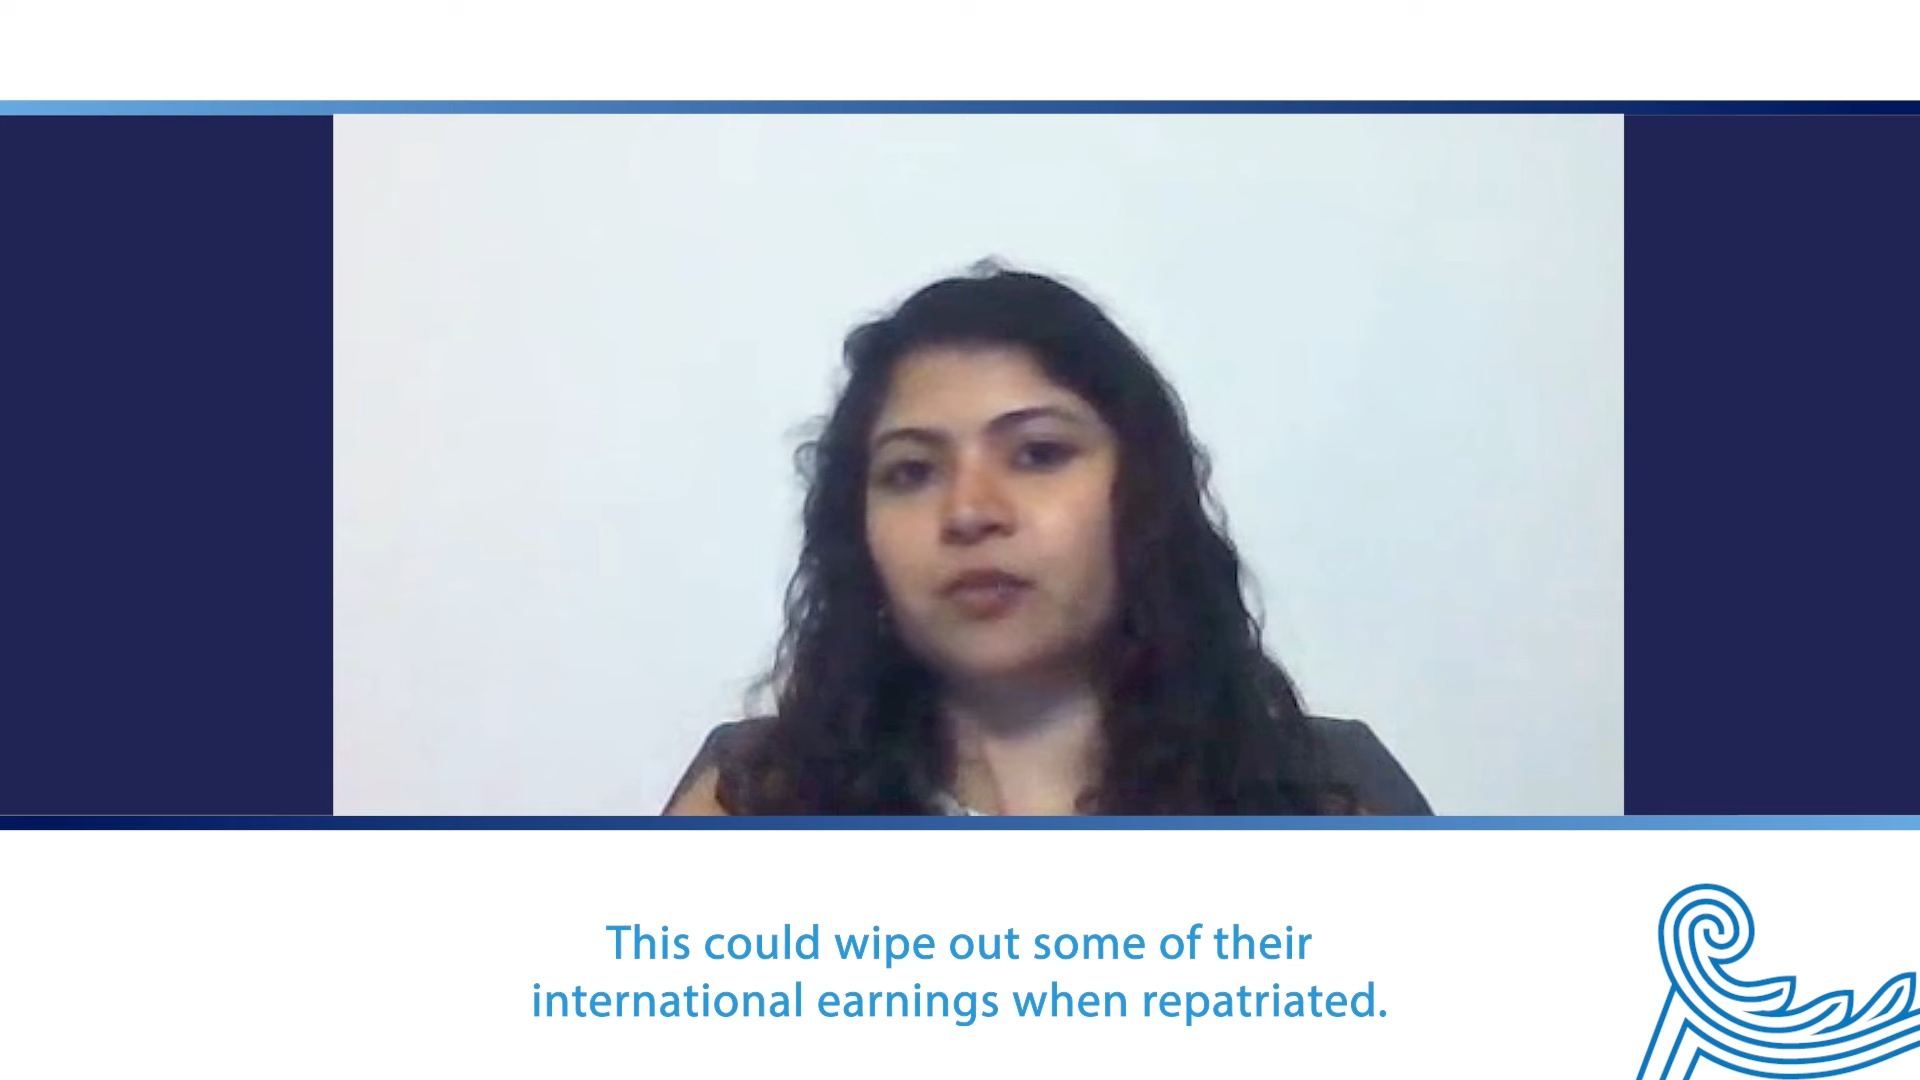 This could wipe out some of their
international earnings when repatriated.